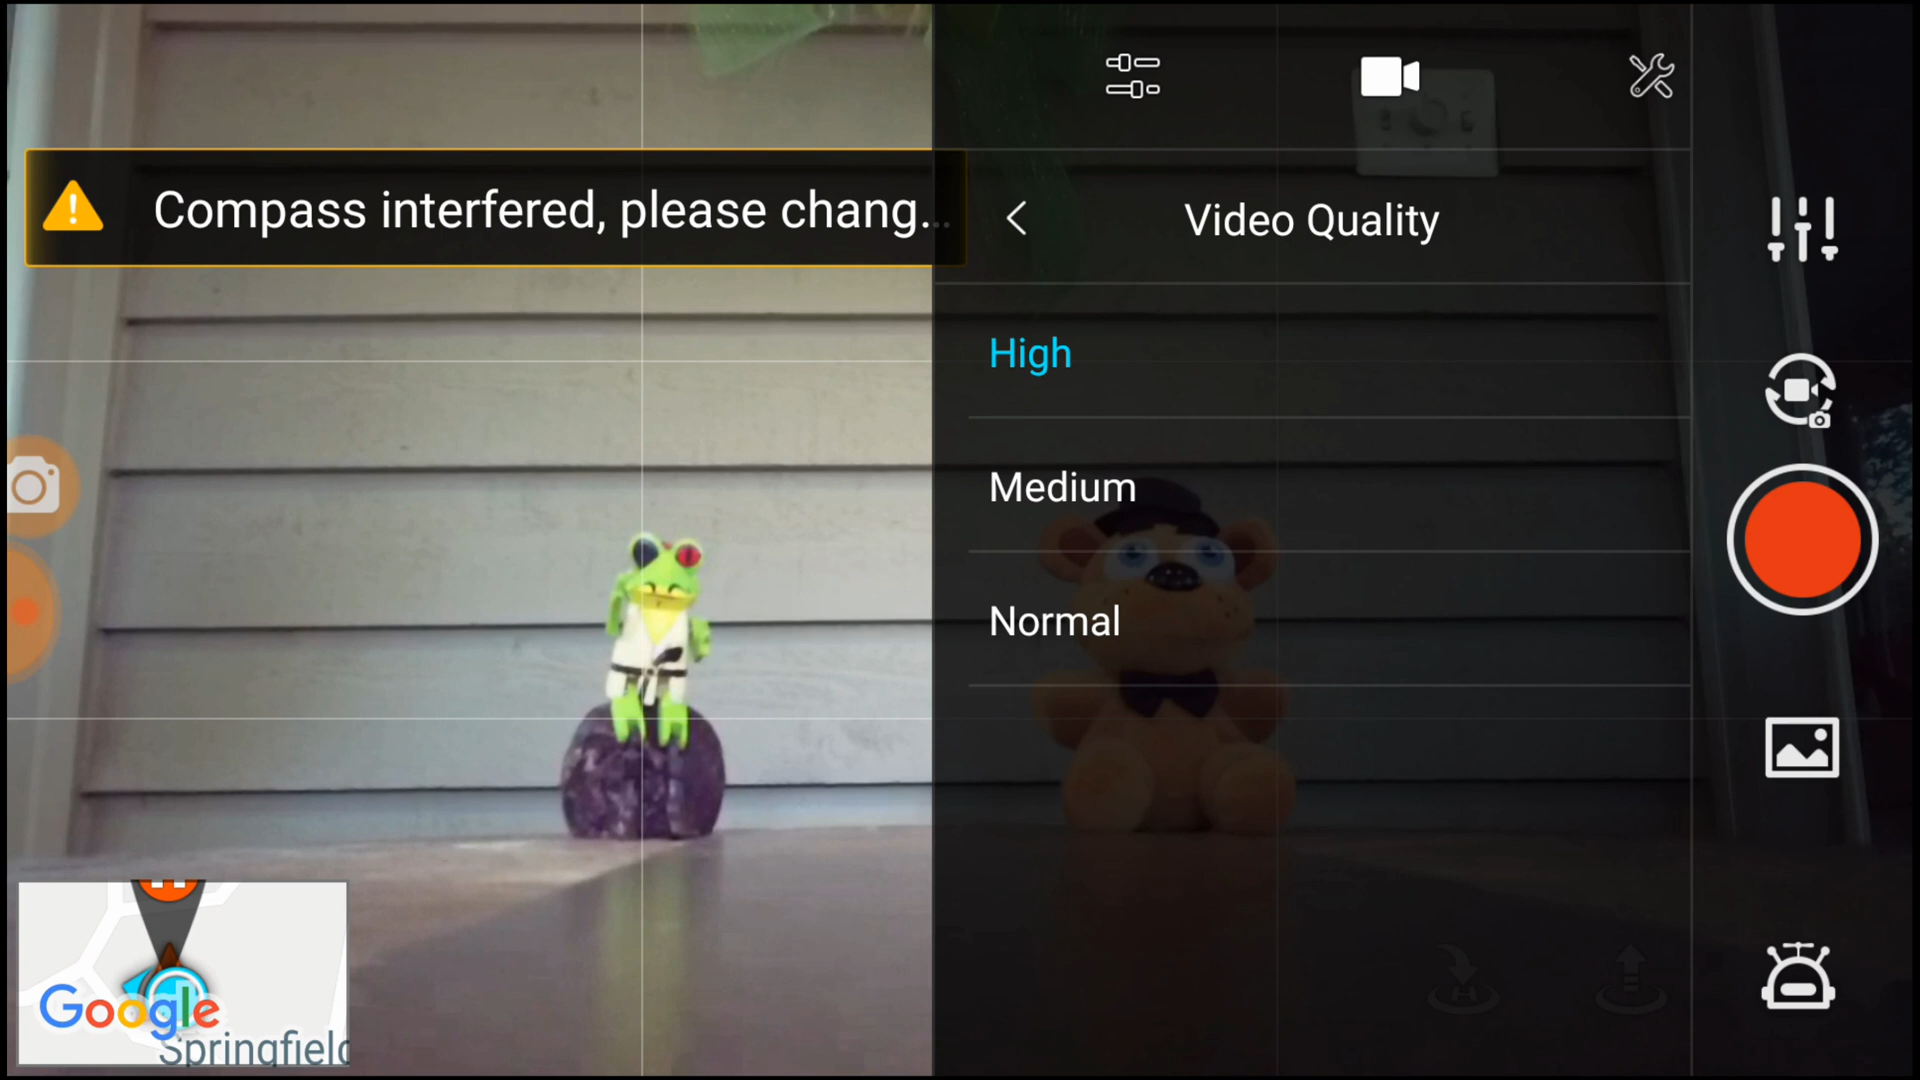 Compass interfered, please chang...
Video Quality
High
Medium
Normal
Google
Springfield